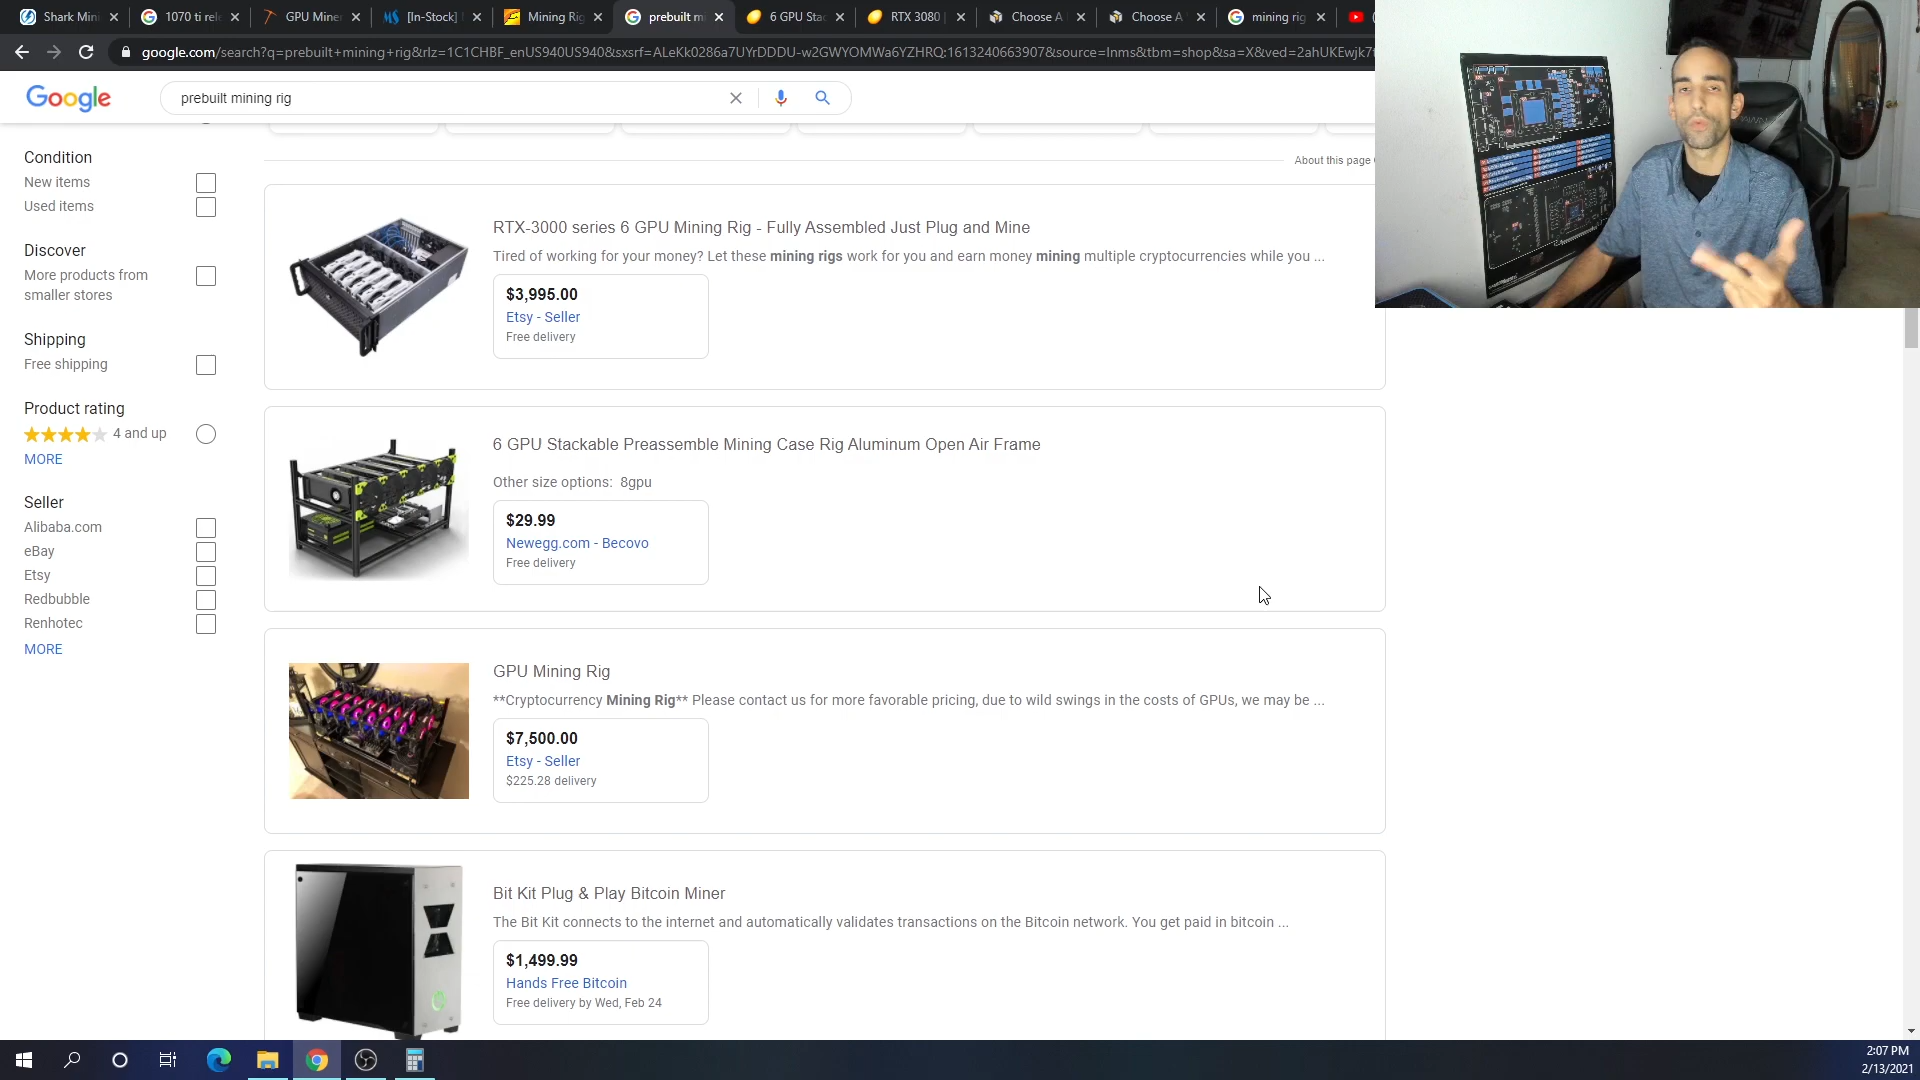 Shark Mini
1070 ti rele
GPU Miner
[In-Stock]
Mining Rig
prebuilt mi
6 GPU Stac
RTX 3080 |
Choose A
Choose A
mining rig
google.com/search?q=prebuilt+mining+rig&rlz=1C1CHBF_enUS940US940&sxsrf=ALeKk0286a7UYrDDDU-w2GWYOMWa6YZHRQ:1613240663907&source=lnms&tbm=shop&sa=X&ved=2ahUKEwjk7
Google
prebuilt mining rig
About this page
Condition
New items
Used items
Discover
More products from
smaller stores
Shipping
Free shipping
Product rating
4 and up
MORE
Seller
Alibaba.com
eBay
Etsy
Redbubble
Renhotec
MORE
RTX-3000 series 6 GPU Mining Rig - Fully Assembled Just Plug and Mine
Tired of working for your money? Let these mining rigs work for you and earn money mining multiple cryptocurrencies while you ...
$3,995.00
Etsy - Seller
Free delivery
6 GPU Stackable Preassemble Mining Case Rig Aluminum Open Air Frame
Other size options: 8gpu
$29.99
Newegg.com - Becovo
Free delivery
GPU Mining Rig
**Cryptocurrency Mining Rig** Please contact us for more favorable pricing, due to wild swings in the costs of GPUs, we may be ...
$7,500.00
Etsy - Seller
$225.28 delivery
Bit Kit Plug & Play Bitcoin Miner
The Bit Kit connects to the internet and automatically validates transactions on the Bitcoin network. You get paid in bitcoin ...
$1,499.99
Hands Free Bitcoin
Free delivery by Wed, Feb 24
2:07 PM
2/13/2021